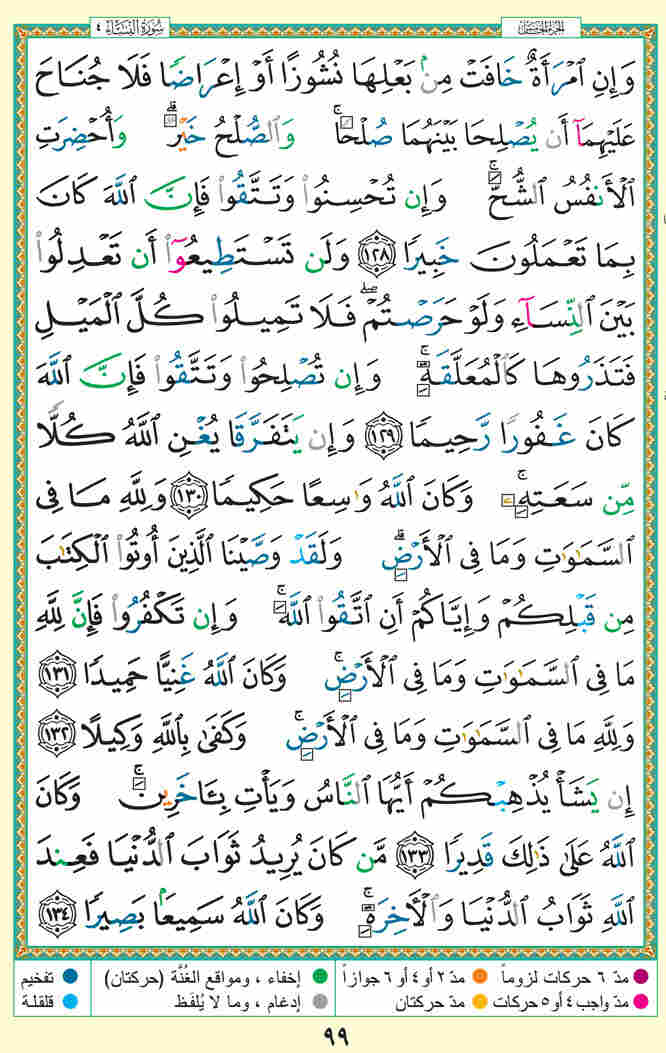 سُورَةُ النِّسَاءِ ٤
الجزء الخامس
وَإِنِ ٱمْرَأَةٌ خَافَتْ مِنۢ بَعْلِهَا نُشُوزًا أَوْ إِعْرَاضًا فَلَا جُنَاحَ
عَلَيْهِمَآ أَن يُصْلِحَا بَيْنَهُمَا صُلْحًاۚ وَٱلصُّلْحُ خَيْرٌۗ وَأُحْضِرَتِ
ٱلْأَنفُسُ ٱلشُّحَّۚ وَإِن تُحْسِنُوا۟ وَتَتَّقُوا۟ فَإِنَّ ٱللَّهَ كَانَ
بِمَا تَعْمَلُونَ خَبِيرًا ١٢٨ وَلَن تَسْتَطِيعُوٓا۟ أَن تَعْدِلُوا۟
بَيْنَ ٱلنِّسَآءِ وَلَوْ حَرَصْتُمْۖ فَلَا تَمِيلُوا۟ كُلَّ ٱلْمَيْلِ
فَتَذَرُوهَا كَٱلْمُعَلَّقَةِۚ وَإِن تُصْلِحُوا۟ وَتَتَّقُوا۟ فَإِنَّ ٱللَّهَ
كَانَ غَفُورًا رَّحِيمًا ١٢٩ وَإِن يَتَفَرَّقَا يُغْنِ ٱللَّهُ كُلًّا
مِّن سَعَتِهِۦۚ وَكَانَ ٱللَّهُ وَٰسِعًا حَكِيمًا ١٣٠ وَلِلَّهِ مَا فِى
ٱلسَّمَٰوَٰتِ وَمَا فِى ٱلْأَرْضِۗ وَلَقَدْ وَصَّيْنَا ٱلَّذِينَ أُوتُوا۟ ٱلْكِتَٰبَ
مِن قَبْلِكُمْ وَإِيَّاكُمْ أَنِ ٱتَّقُوا۟ ٱللَّهَۚ وَإِن تَكْفُرُوا۟ فَإِنَّ لِلَّهِ
مَا فِى ٱلسَّمَٰوَٰتِ وَمَا فِى ٱلْأَرْضِۚ وَكَانَ ٱللَّهُ غَنِيًّا حَمِيدًا ١٣١
وَلِلَّهِ مَا فِى ٱلسَّمَٰوَٰتِ وَمَا فِى ٱلْأَرْضِۚ وَكَفَىٰ بِٱللَّهِ وَكِيلًا ١٣٢
إِن يَشَأْ يُذْهِبْكُمْ أَيُّهَا ٱلنَّاسُ وَيَأْتِ بِـَٔاخَرِينَۚ وَكَانَ
ٱللَّهُ عَلَىٰ ذَٰلِكَ قَدِيرًا ١٣٣ مَّن كَانَ يُرِيدُ ثَوَابَ ٱلدُّنْيَا فَعِندَ
ٱللَّهِ ثَوَابُ ٱلدُّنْيَا وَٱلْءَاخِرَةِۚ وَكَانَ ٱللَّهُ سَمِيعًۢا بَصِيرًا ١٣٤
مدّ ٦ حركات لزوماً مدّ ٢ أو ٤ أو ٦ جوازاً إخفاء ، ومواقع الغُنَّة (حركتان) تفخيم
مدّ واجب ٤ أو ٥ حركات مدّ حركتان إدغام ، وما لا يُلفَظ قلقلة
٩٩